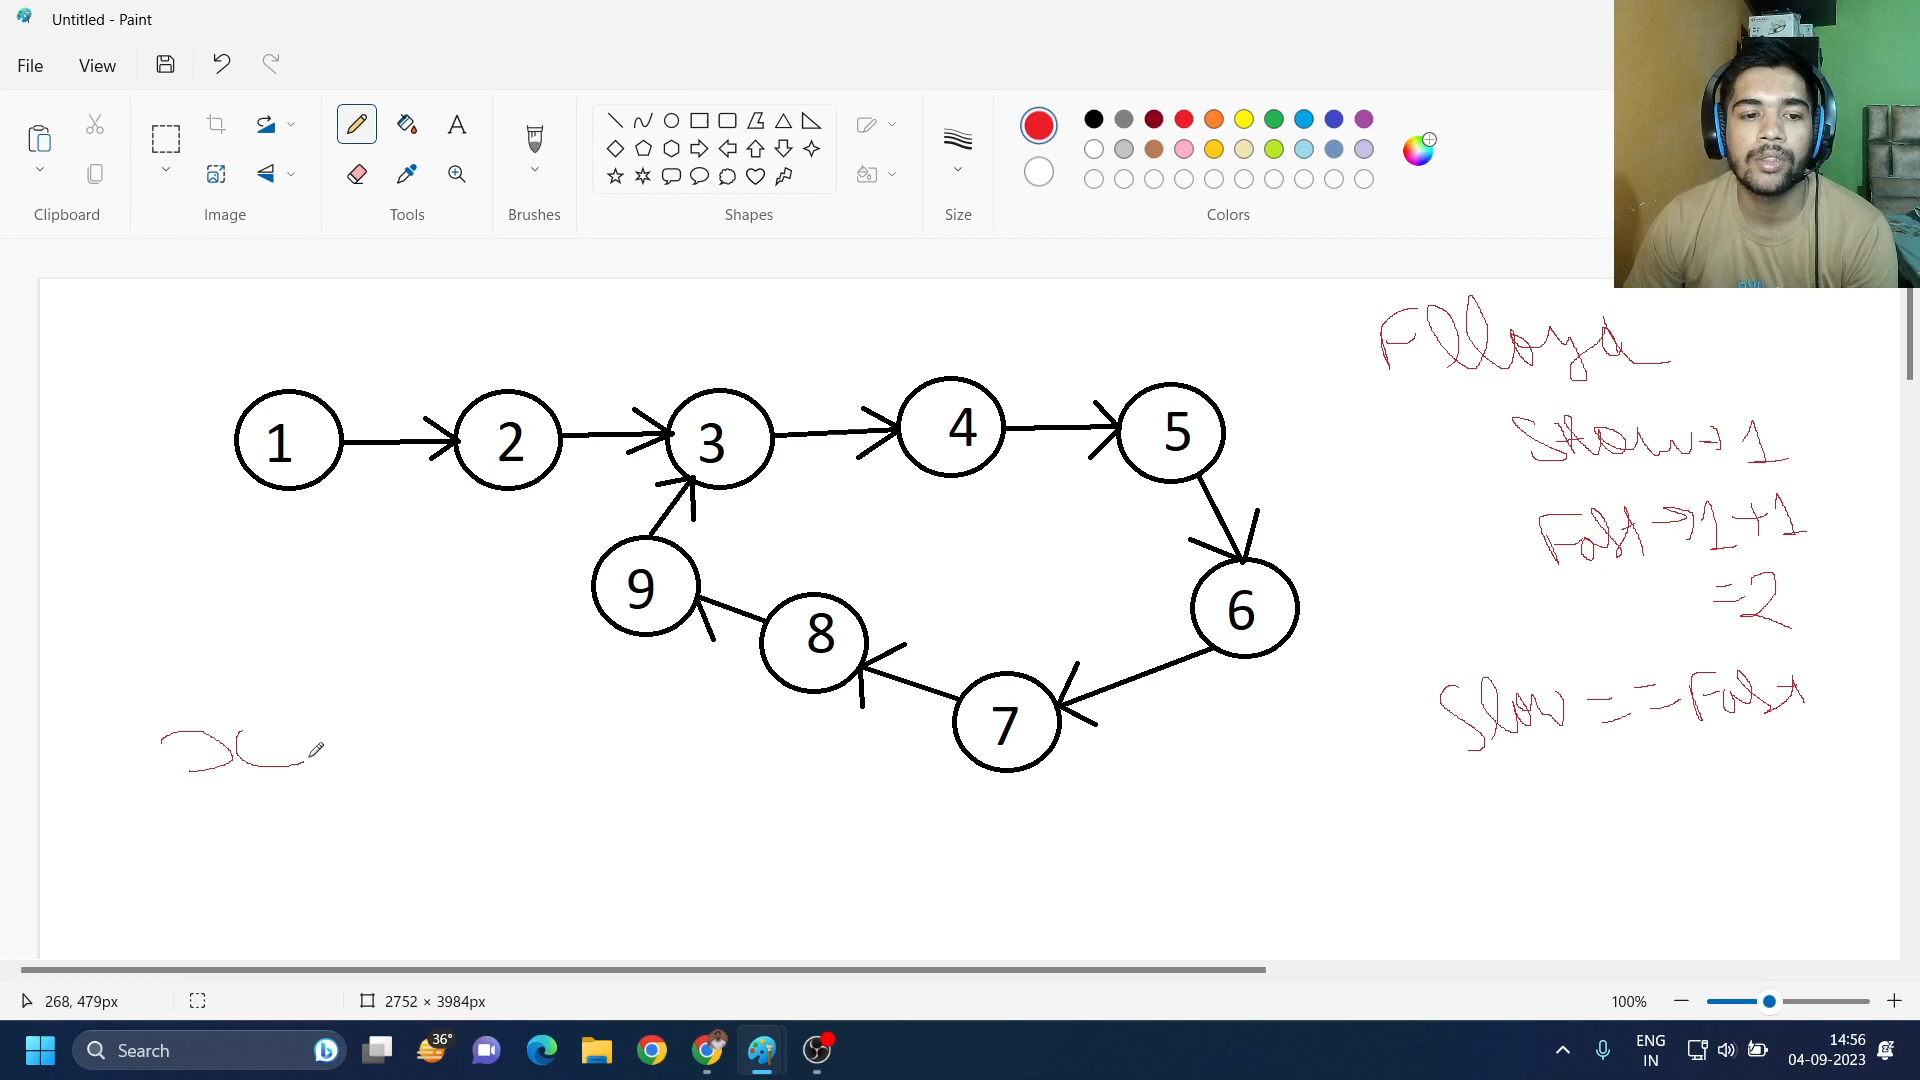 Untitled - Paint
File View
Clipboard Image Tools Brushes Shapes Size Colors
Flloyd
1 2 3 4 5
Slow → 1
Fast → 1 + 1
= 2
9 8 6
7
Slow == Fast
268, 479px 2752 × 3984px 100%
Search 36° ENG 14:56
IN 04-09-2023